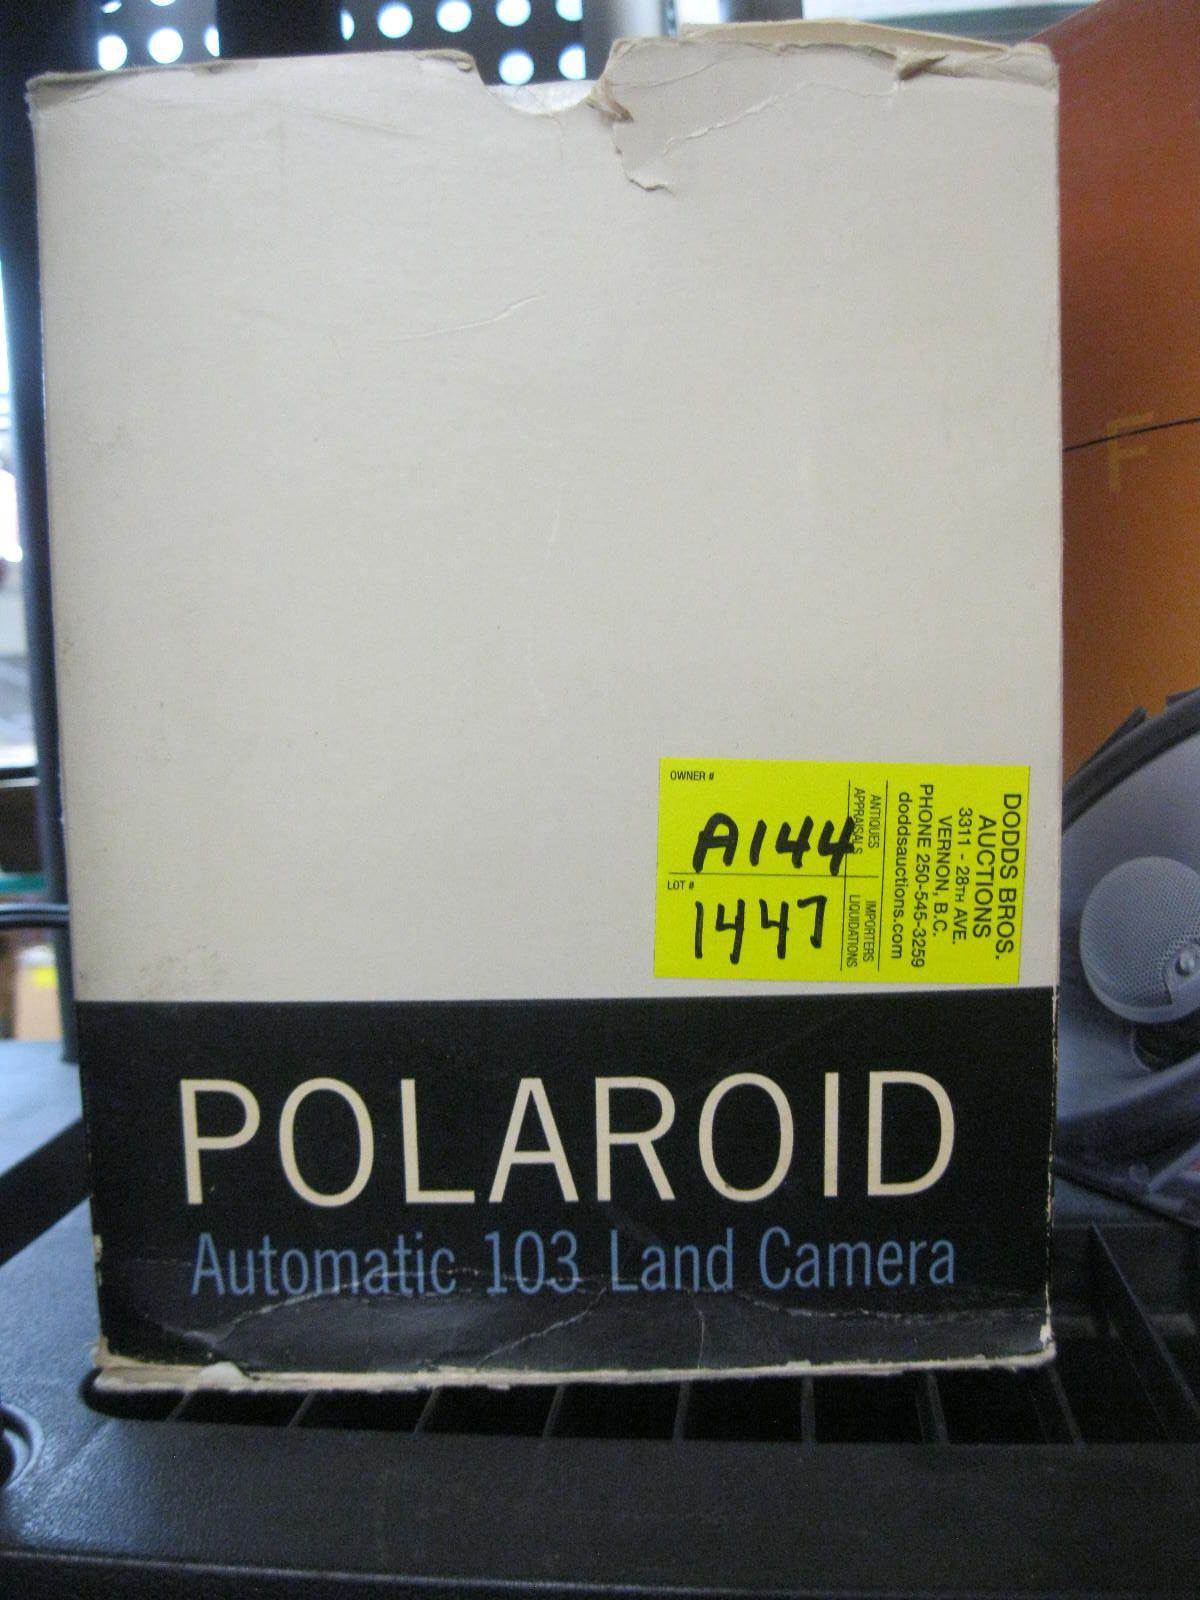 OWNER #
A144
LOT #
1447
DODDS BROS.
AUCTIONS
3311 - 28TH AVE.
VERNON, B.C.
PHONE 250-545-3259
doddsauctions.com
ANTIQUES
APPRAISALS
IMPORTERS
LIQUIDATIONS
POLAROID
Automatic 103 Land Camera
F